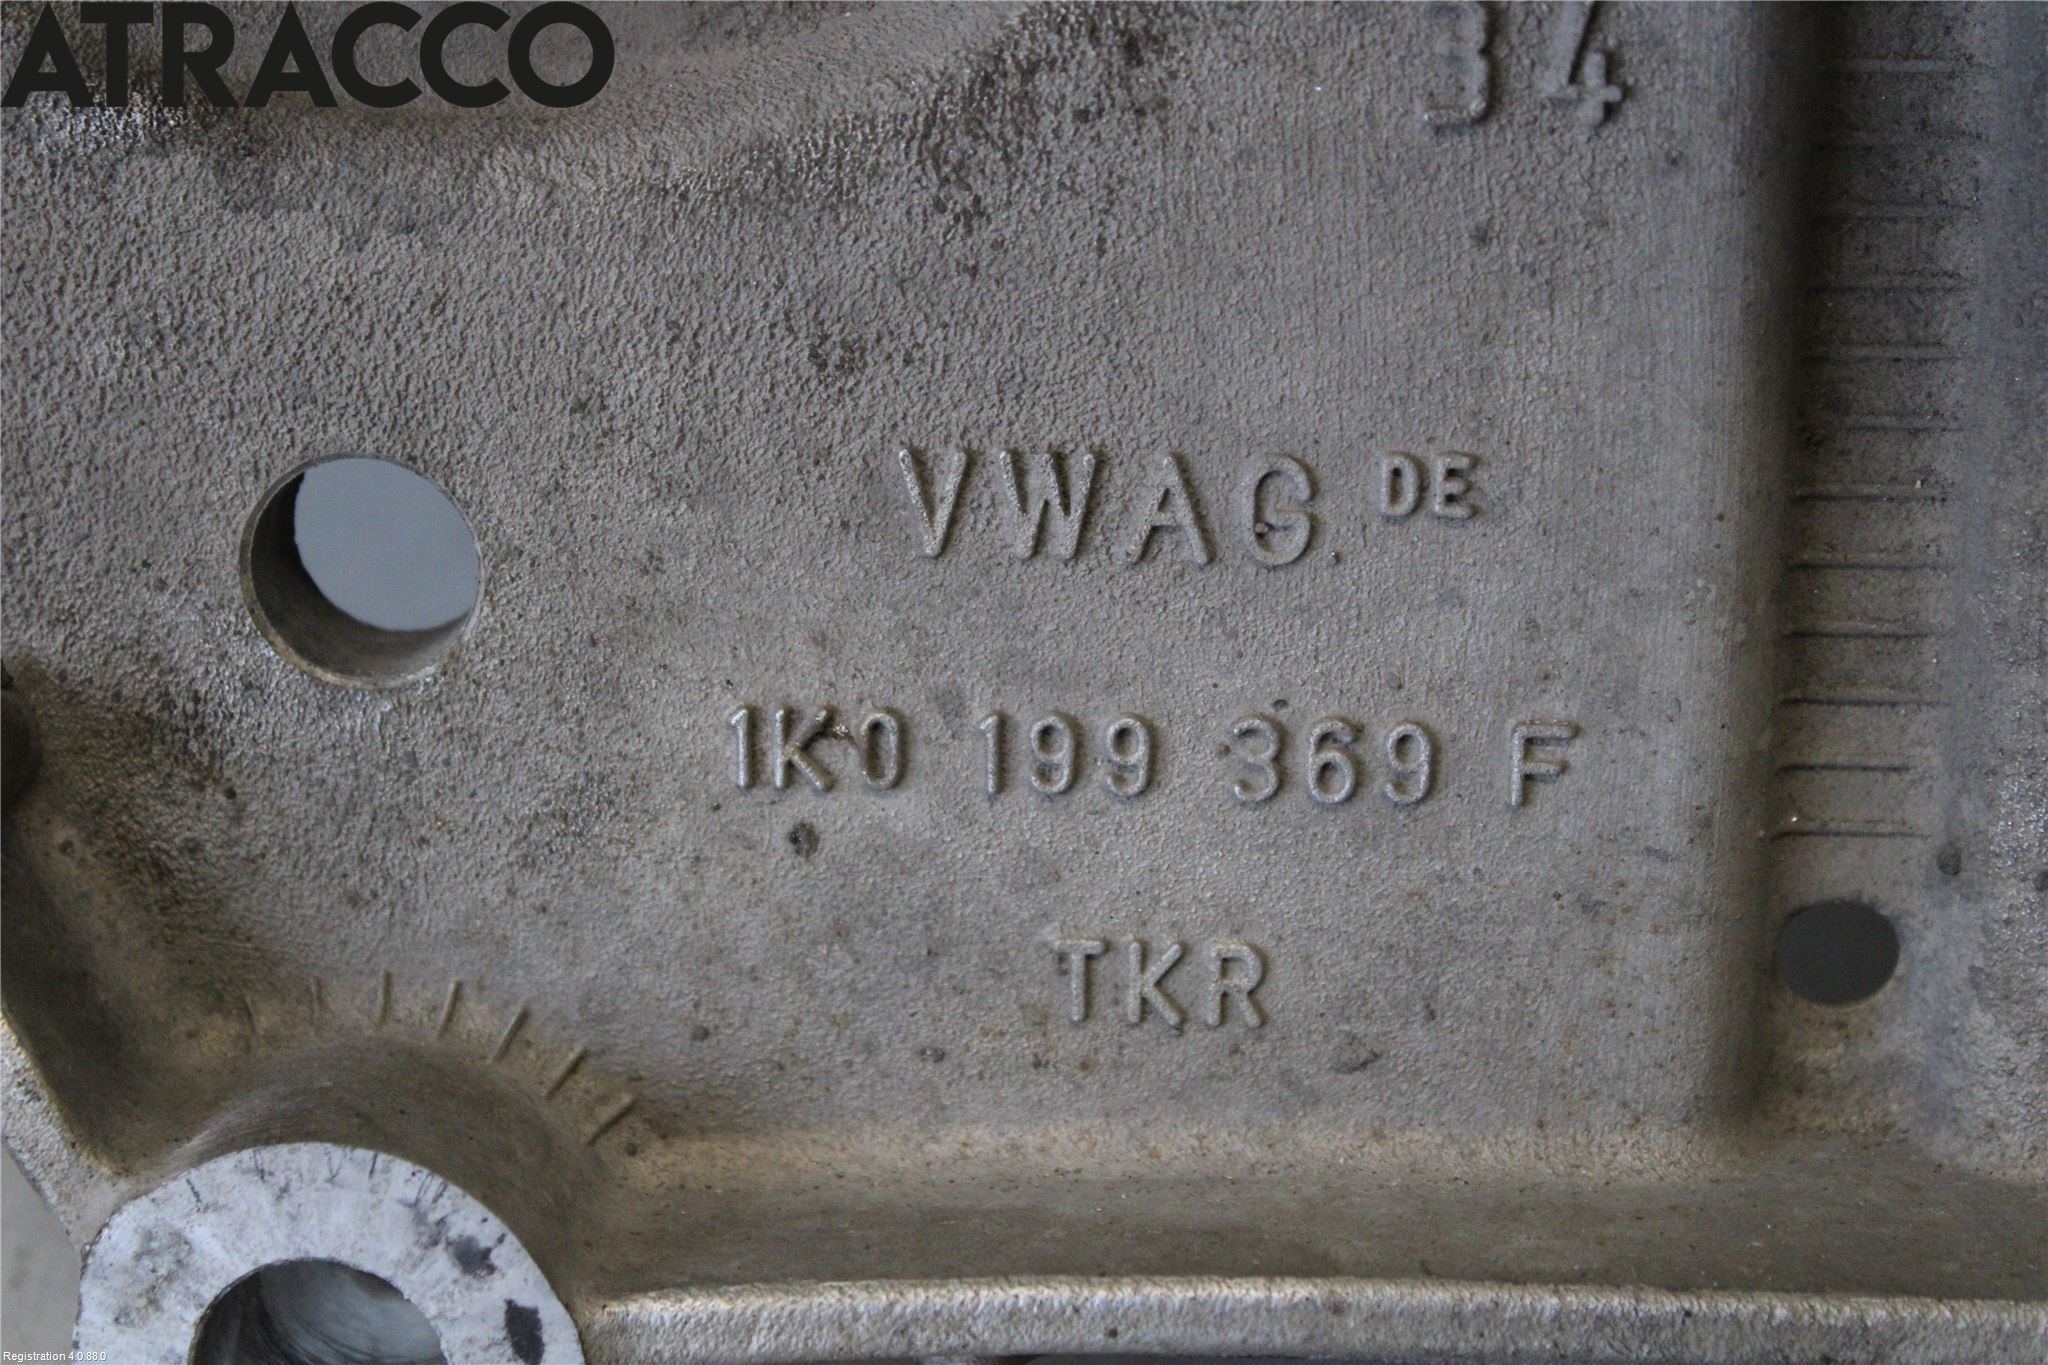 ATRACCO
34
VWAG DE
1K0 199 369 F
TKR
Registration 4.0.88.0